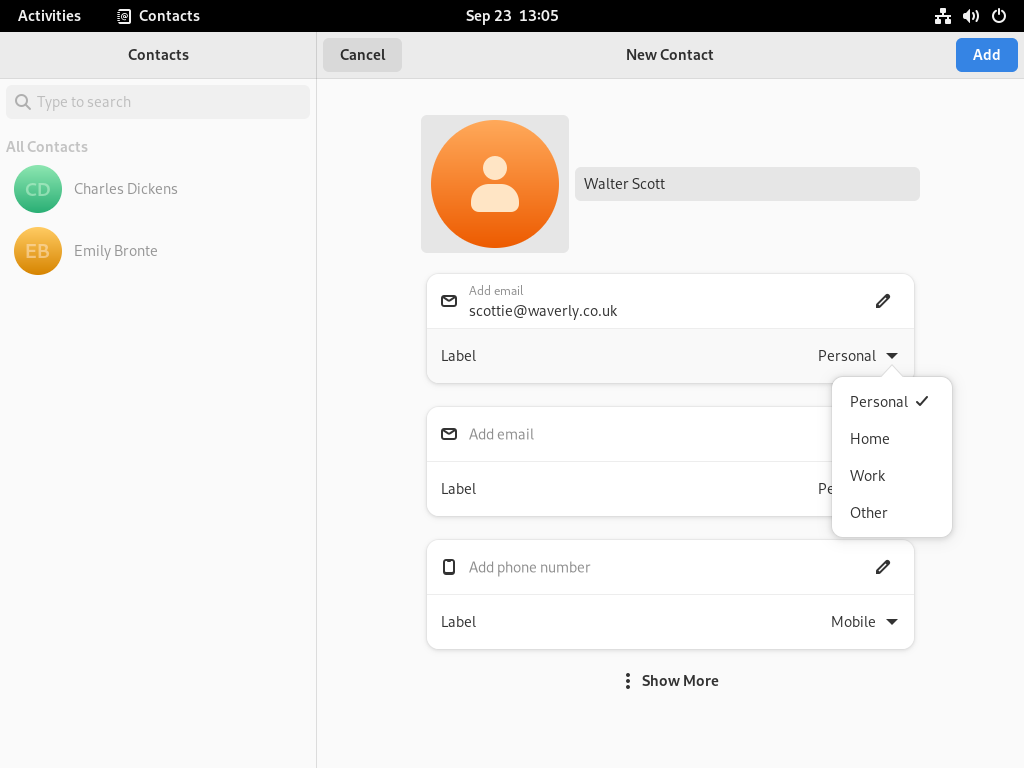 Activities
Contacts
Sep 23 13:05
Contacts
Cancel
New Contact
Add
Type to search
All Contacts
CD
Charles Dickens
EB
Emily Bronte
Walter Scott
Add email
scottie@waverly.co.uk
Label
Personal
Personal
Home
Work
Other
Add email
Label
Pe
Add phone number
Label
Mobile
Show More